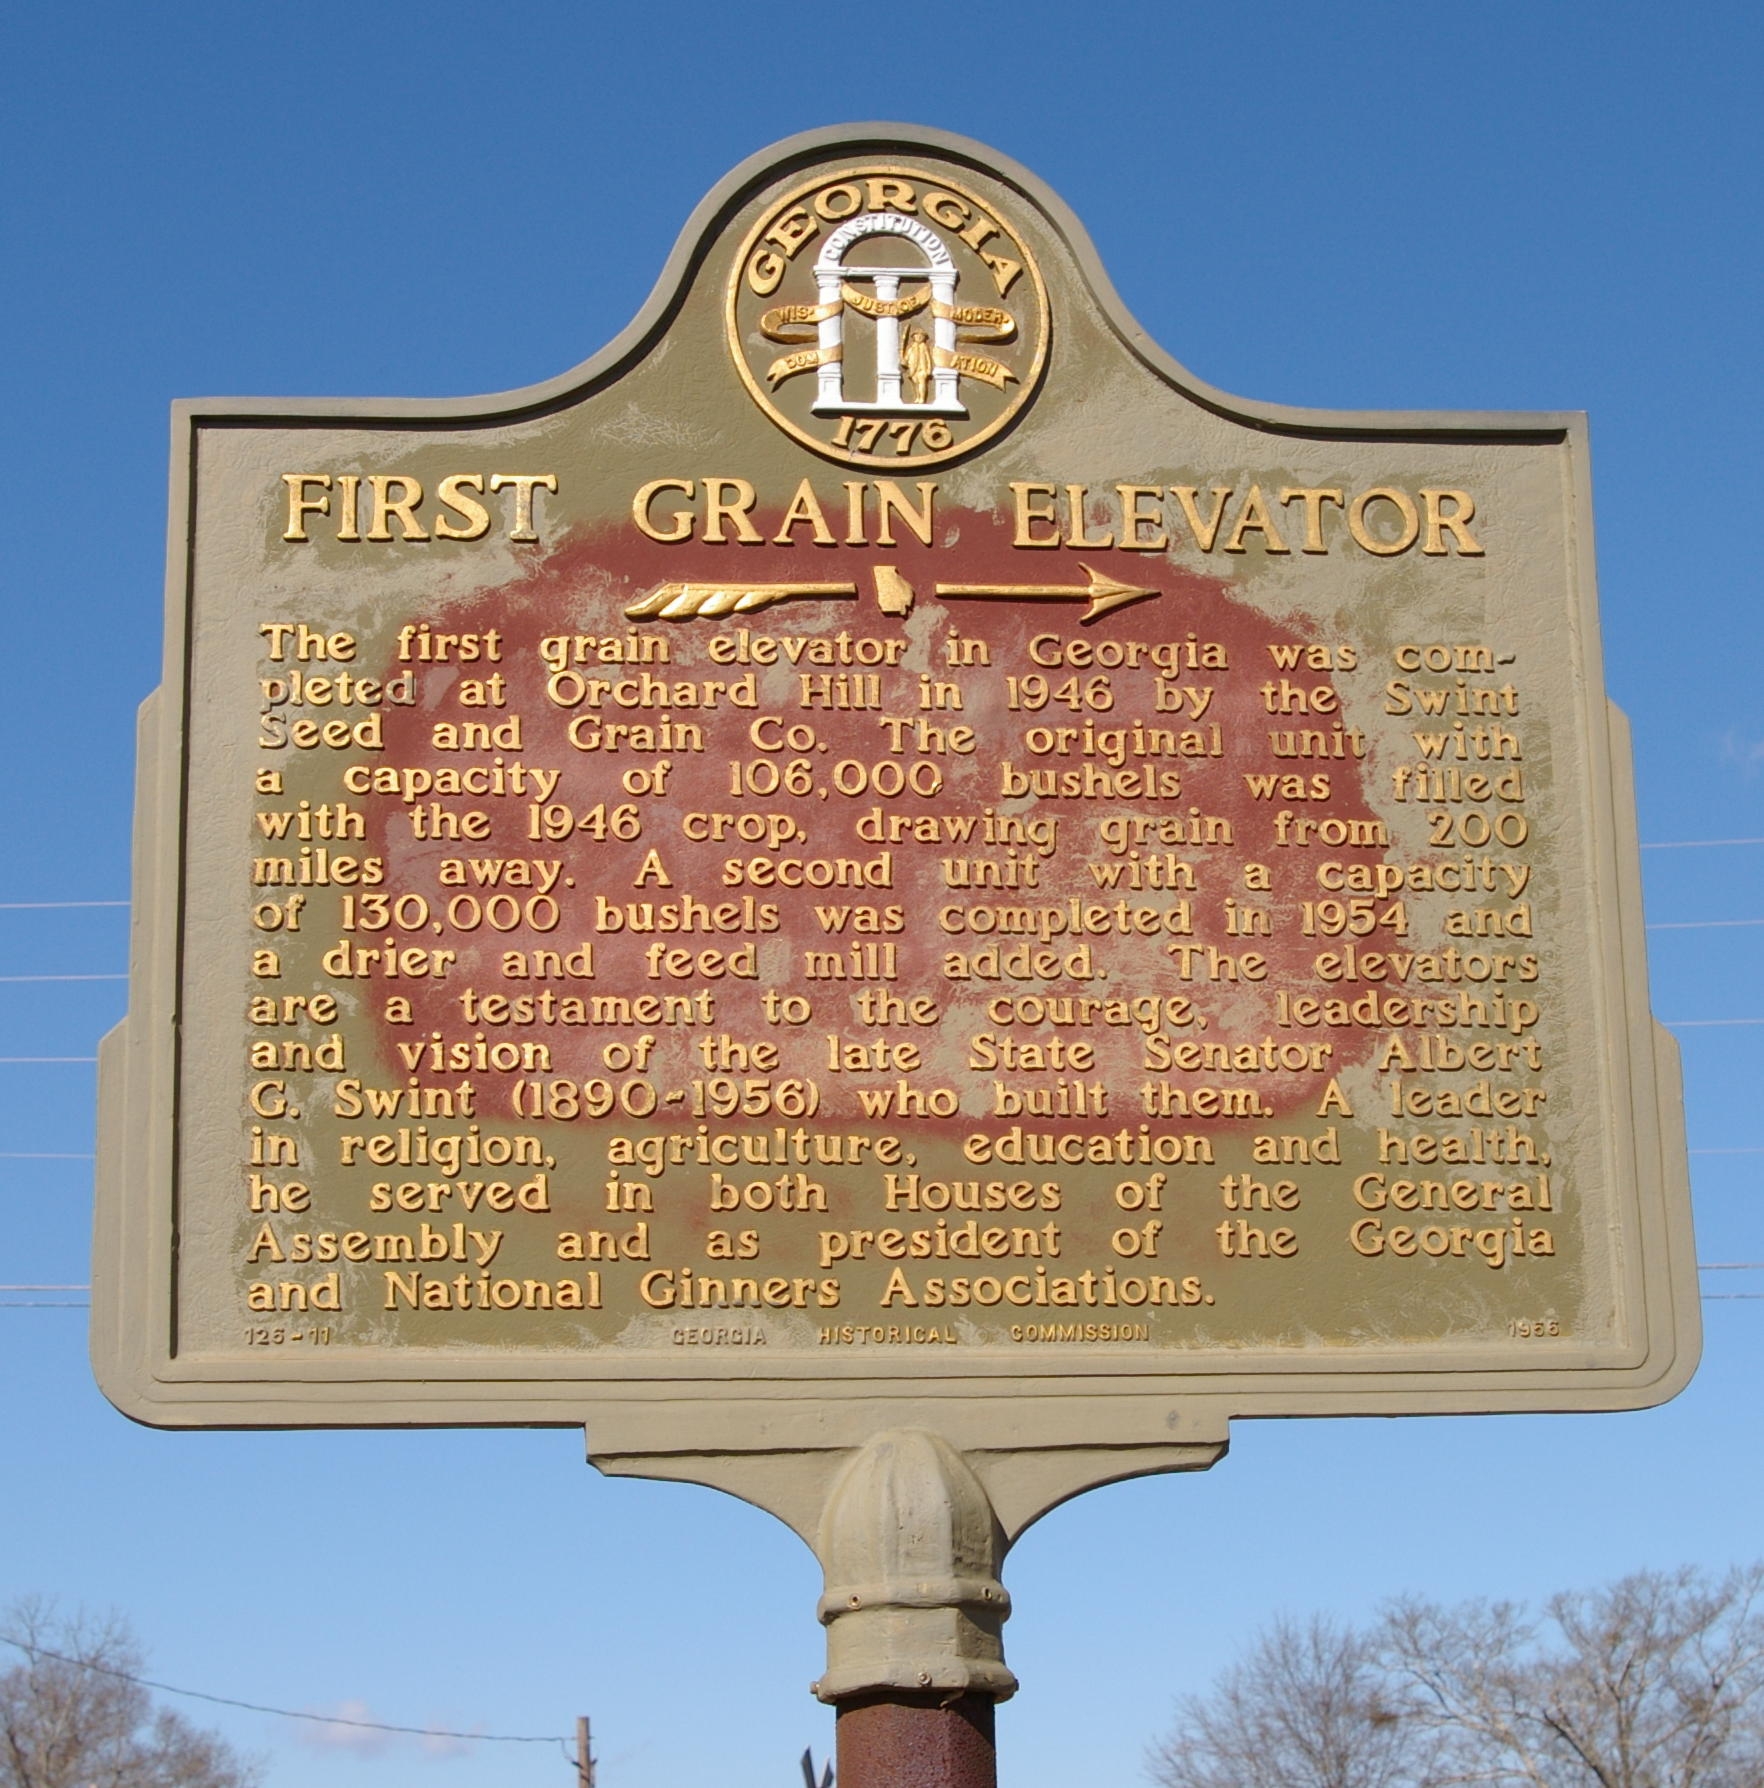 GEORGIA
CONSTITUTION
WIS- JUSTICE MODER-
DOM ATION
1776
FIRST GRAIN ELEVATOR
The first grain elevator in Georgia was com-
pleted at Orchard Hill in 1946 by the Swint
Seed and Grain Co. The original unit with
a capacity of 106,000 bushels was filled
with the 1946 crop, drawing grain from 200
miles away. A second unit with a capacity
of 130,000 bushels was completed in 1954 and
a drier and feed mill added. The elevators
are a testament to the courage, leadership
and vision of the late State Senator Albert
G. Swint (1890-1956) who built them. A leader
in religion, agriculture, education and health,
he served in both Houses of the General
Assembly and as president of the Georgia
and National Ginners Associations.
126-11 GEORGIA HISTORICAL COMMISSION 1956